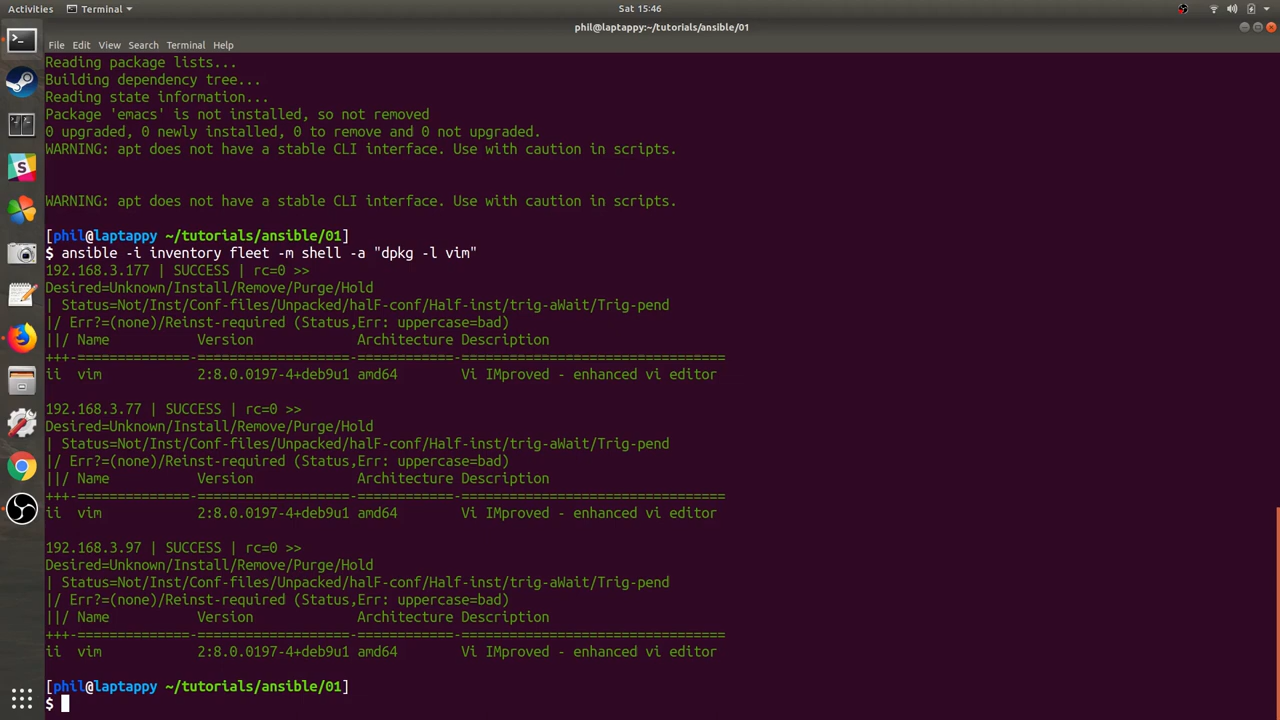 Activities
Terminal
Sat 15:46
phil@laptappy:~/tutorials/ansible/01
File Edit View Search Terminal Help
Reading package lists...
Building dependency tree...
Reading state information...
Package 'emacs' is not installed, so not removed
0 upgraded, 0 newly installed, 0 to remove and 0 not upgraded.
WARNING: apt does not have a stable CLI interface. Use with caution in scripts.
WARNING: apt does not have a stable CLI interface. Use with caution in scripts.
[phil@laptappy ~/tutorials/ansible/01]
$ ansible -i inventory fleet -m shell -a "dpkg -l vim"
192.168.3.177 | SUCCESS | rc=0 >>
Desired=Unknown/Install/Remove/Purge/Hold
| Status=Not/Inst/Conf-files/Unpacked/halF-conf/Half-inst/trig-aWait/Trig-pend
|/ Err?=(none)/Reinst-required (Status,Err: uppercase=bad)
||/ Name           Version            Architecture Description
+++-==============-===================-============-=================================
ii  vim            2:8.0.0197-4+deb9u1 amd64        Vi IMproved - enhanced vi editor
192.168.3.77 | SUCCESS | rc=0 >>
Desired=Unknown/Install/Remove/Purge/Hold
| Status=Not/Inst/Conf-files/Unpacked/halF-conf/Half-inst/trig-aWait/Trig-pend
|/ Err?=(none)/Reinst-required (Status,Err: uppercase=bad)
||/ Name           Version            Architecture Description
+++-==============-===================-============-=================================
ii  vim            2:8.0.0197-4+deb9u1 amd64        Vi IMproved - enhanced vi editor
192.168.3.97 | SUCCESS | rc=0 >>
Desired=Unknown/Install/Remove/Purge/Hold
| Status=Not/Inst/Conf-files/Unpacked/halF-conf/Half-inst/trig-aWait/Trig-pend
|/ Err?=(none)/Reinst-required (Status,Err: uppercase=bad)
||/ Name           Version            Architecture Description
+++-==============-===================-============-=================================
ii  vim            2:8.0.0197-4+deb9u1 amd64        Vi IMproved - enhanced vi editor
[phil@laptappy ~/tutorials/ansible/01]
$